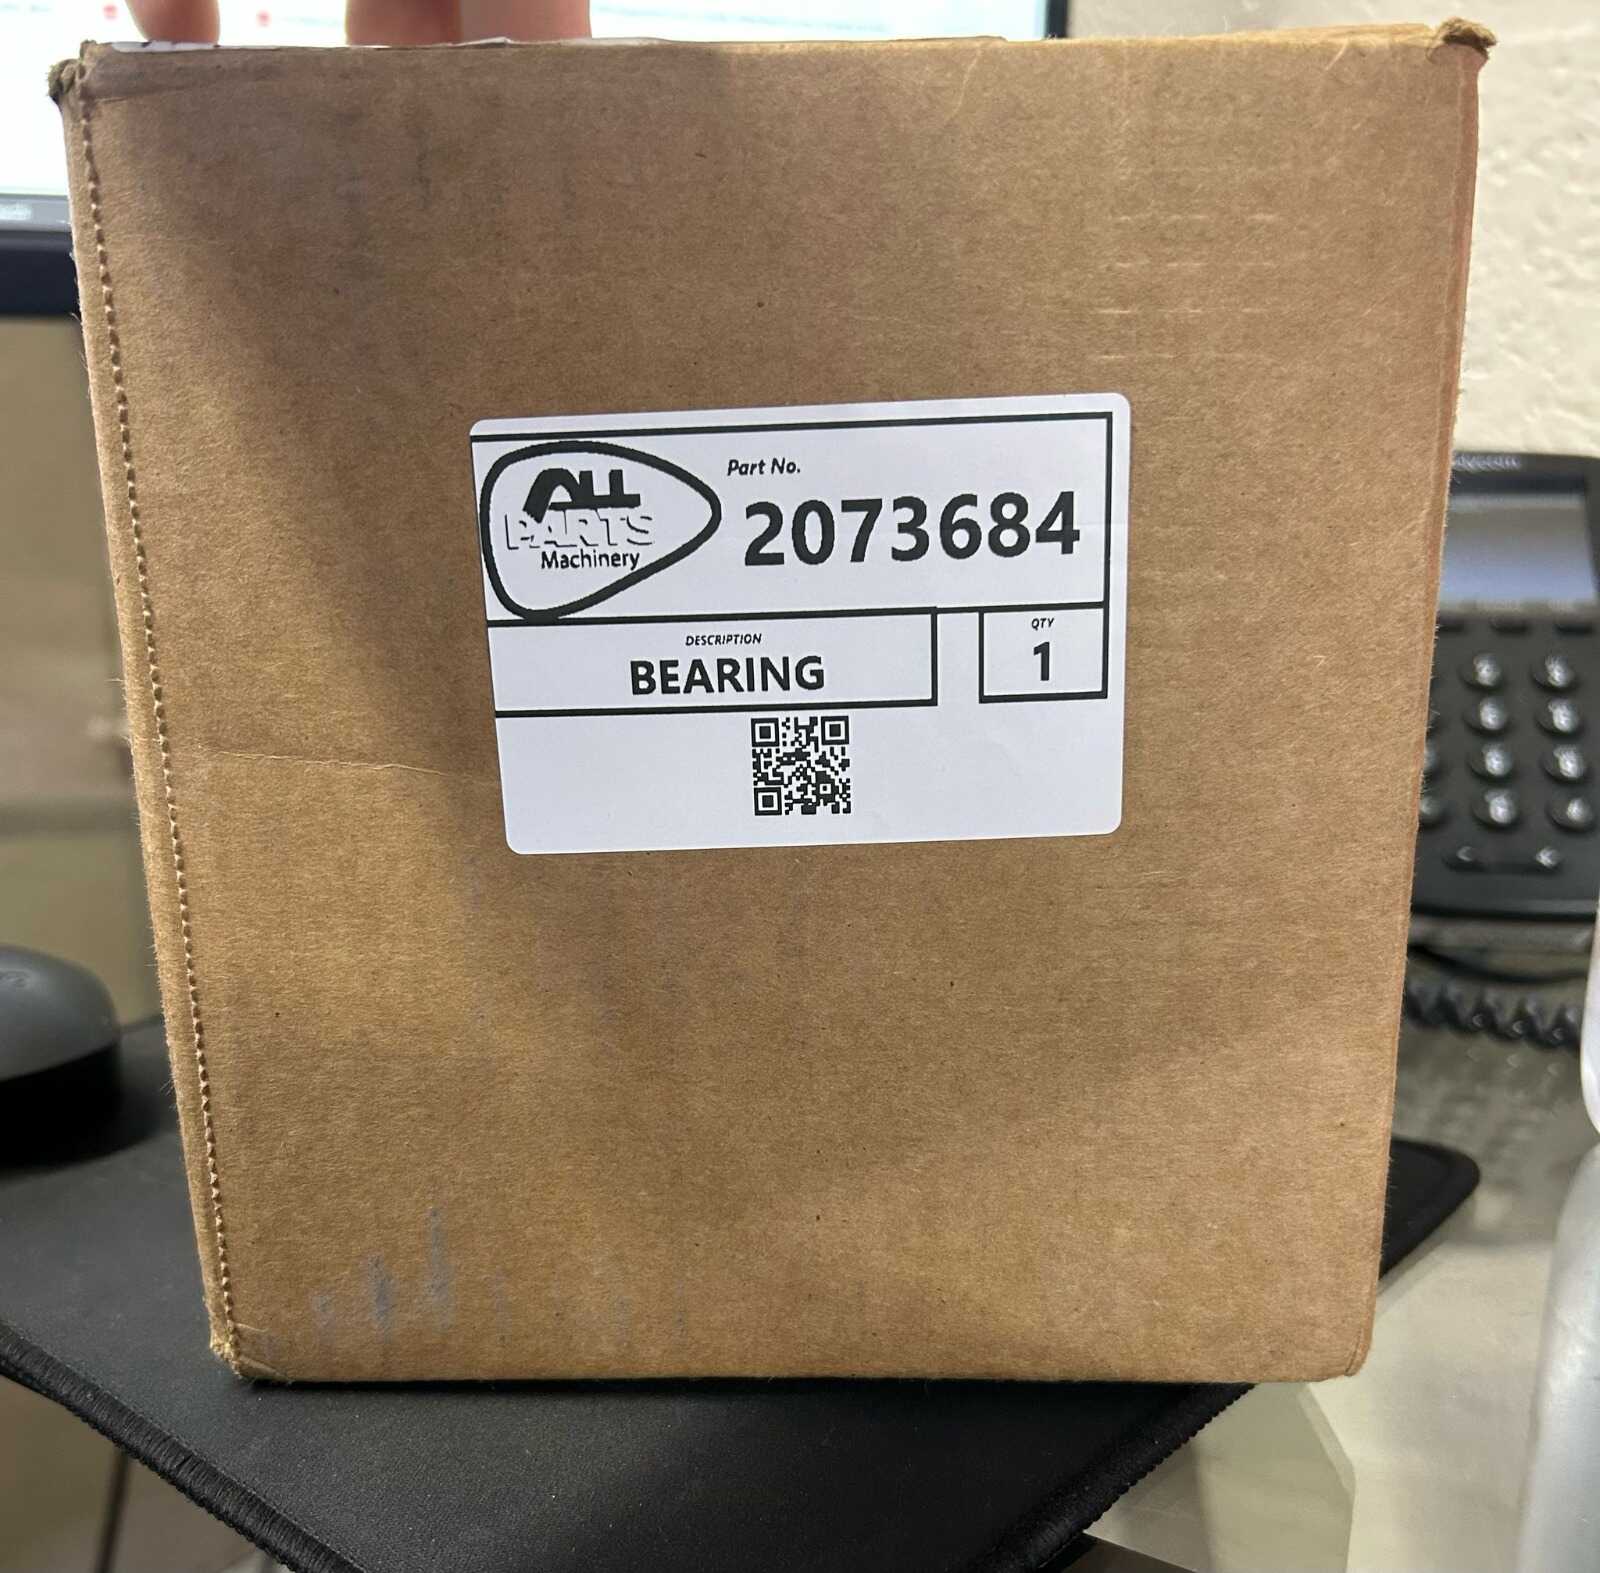 ALL
PARTS
Machinery
Part No.
2073684
DESCRIPTION
BEARING
QTY
1